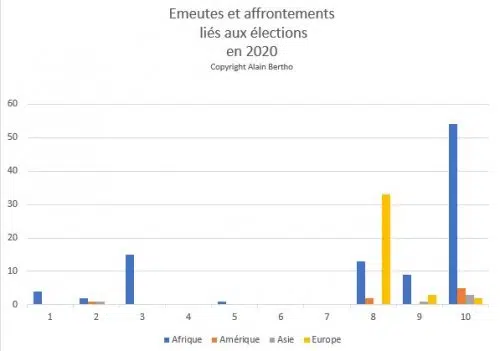 Emeutes et affrontements
liés aux élections
en 2020
Copyright Alain Bertho
60
50
40
30
20
10
0
1 2 3 4 5 6 7 8 9 10
Afrique Amérique Asie Europe